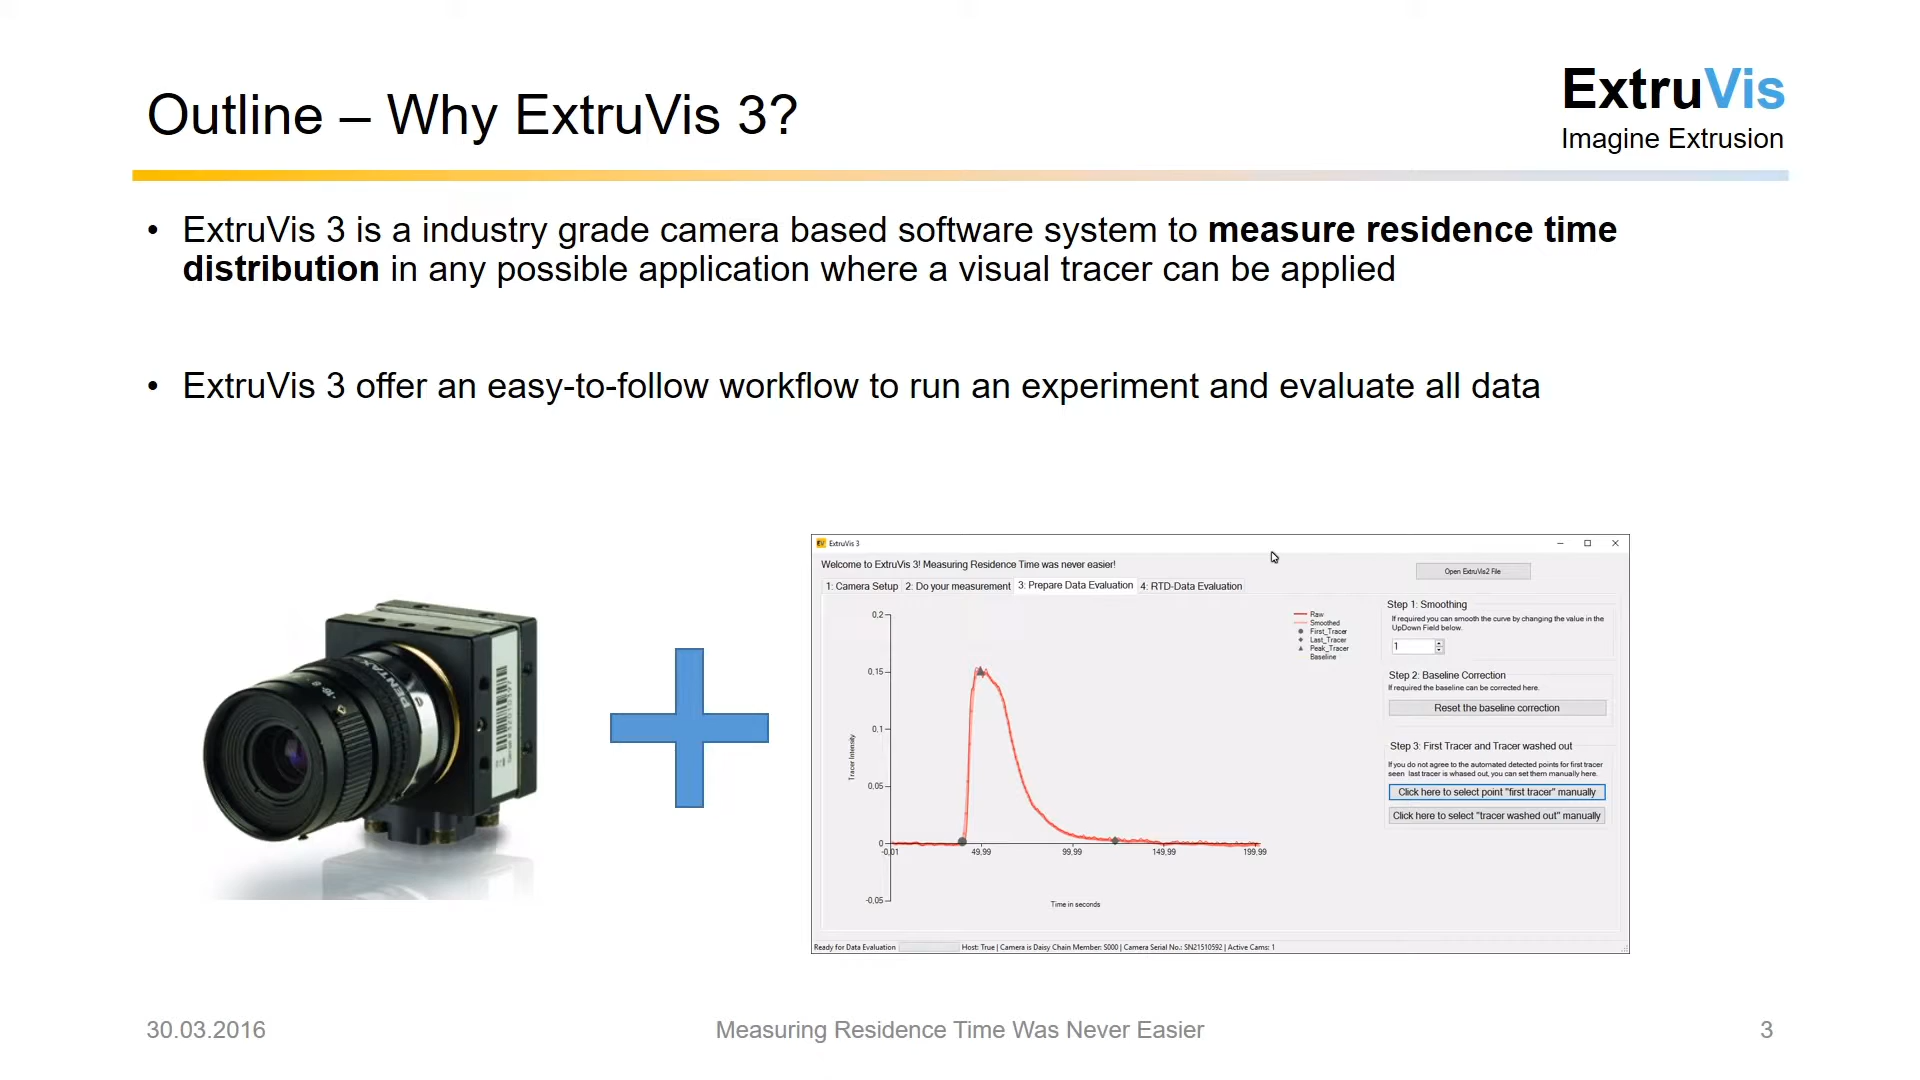 Outline – Why ExtruVis 3?
ExtruVis
Imagine Extrusion
• ExtruVis 3 is a industry grade camera based software system to measure residence time
distribution in any possible application where a visual tracer can be applied
• ExtruVis 3 offer an easy-to-follow workflow to run an experiment and evaluate all data
PENTAX
ExtruVis 3
Welcome to ExtruVis 3! Measuring Residence Time was never easier!
Open ExtruVis2 File
1: Camera Setup 2: Do your measurement 3: Prepare Data Evaluation 4: RTD-Data Evaluation
0,2
0,15
0,1
0,05
0
-0,05
Tracer Intensity
-0,01 49,99 99,99 149,99 199,99
Time in seconds
Raw
Smoothed
First_Tracer
Last_Tracer
Peak_Tracer
Baseline
Step 1: Smoothing
If required you can smooth the curve by changing the value in the
UpDown Field below.
1
Step 2: Baseline Correction
If required the baseline can be corrected here.
Reset the baseline correction
Step 3: First Tracer and Tracer washed out
If you do not agree to the automated detected points for first tracer
seen last tracer is whased out, you can set them manually here.
Click here to select point "first tracer" manually
Click here to select "tracer washed out" manually
Ready for Data Evaluation Host: True | Camera is Daisy Chain Member: S000 | Camera Serial No.: SN21510592 | Active Cams: 1
30.03.2016
Measuring Residence Time Was Never Easier
3